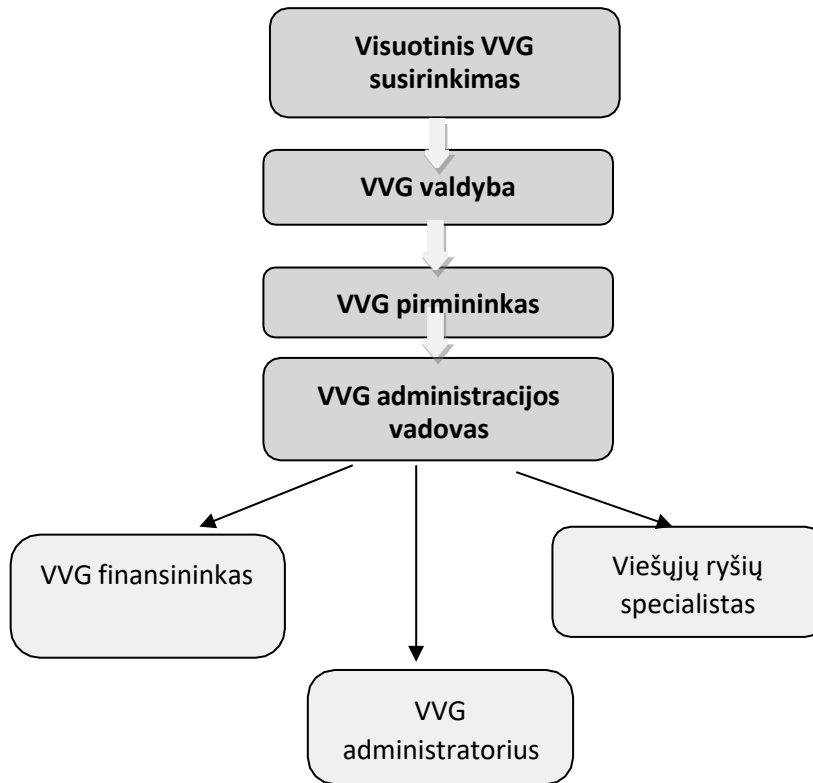 Visuotinis VVG
susirinkimas
VVG valdyba
VVG pirmininkas
VVG administracijos
vadovas
VVG finansininkas
Viešųjų ryšių
specialistas
VVG
administratorius